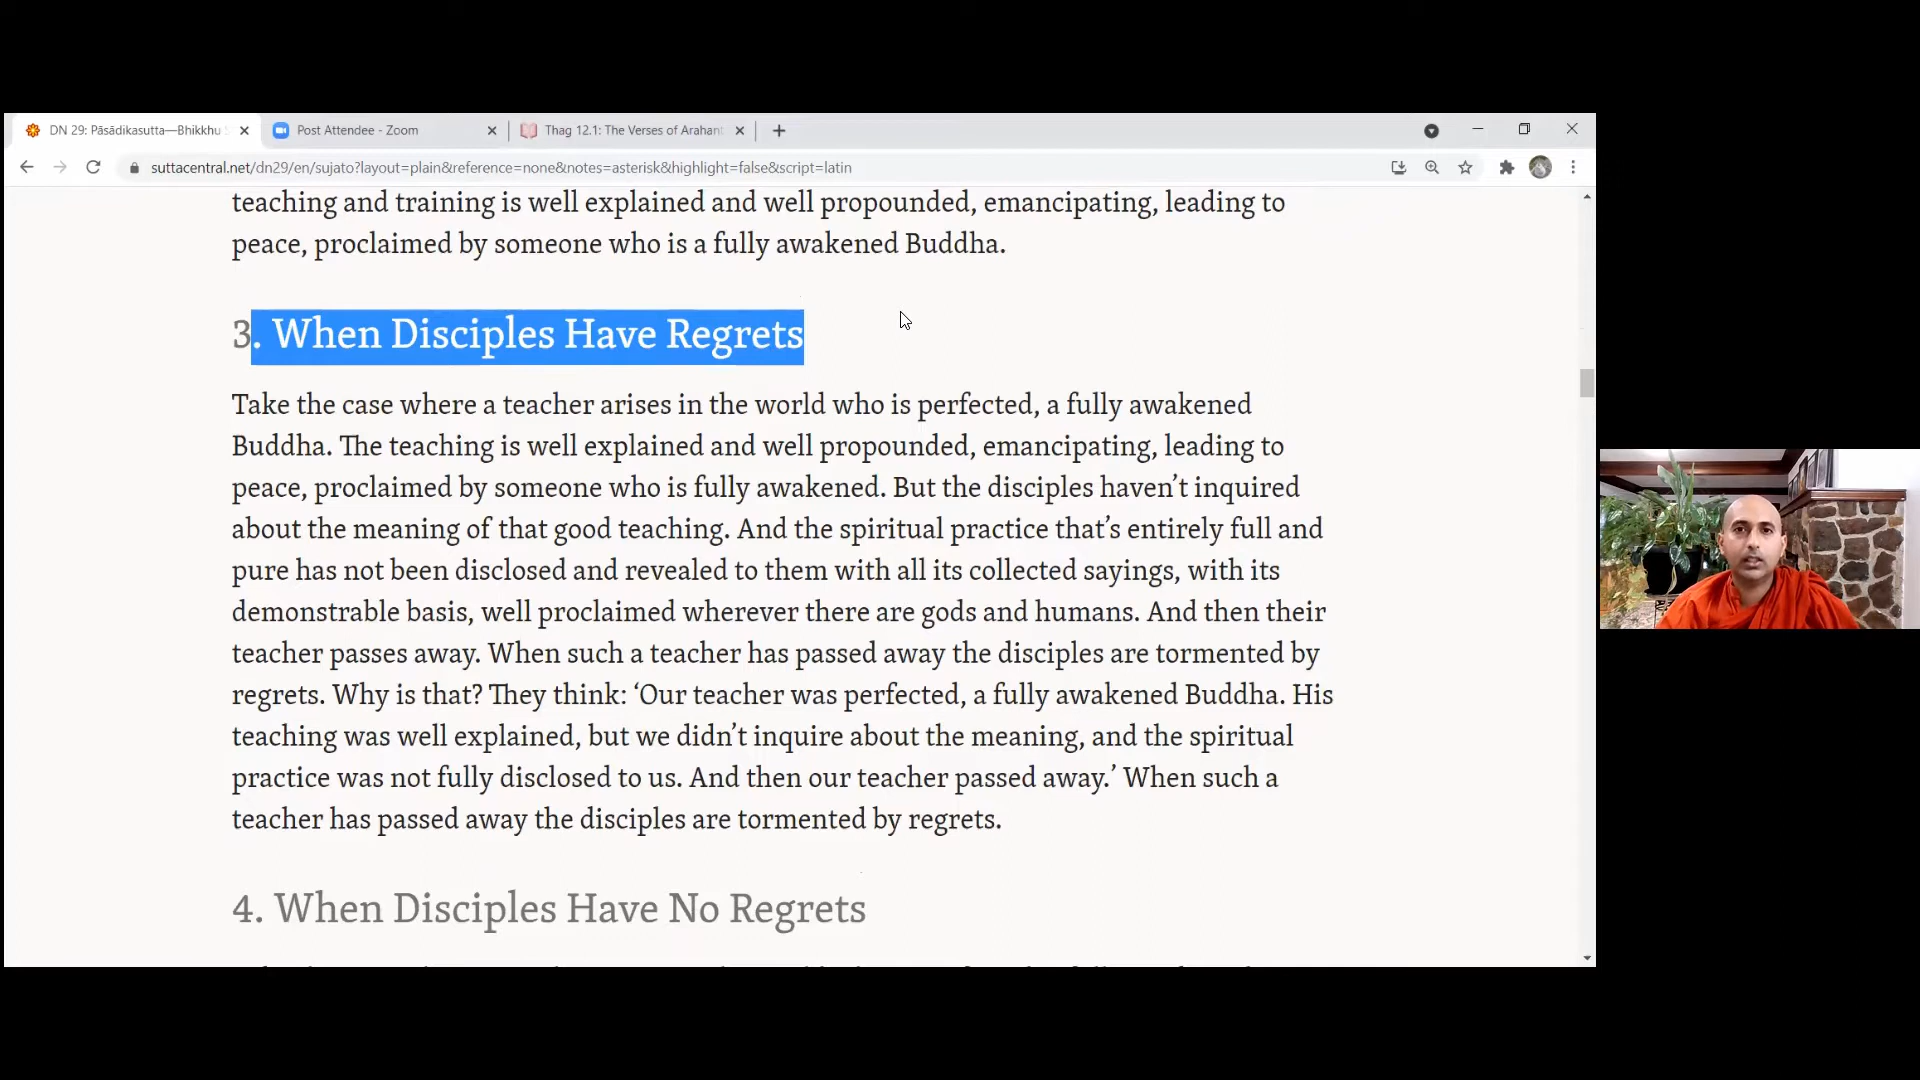 DN 29: Pāsādikasutta—Bhikkhu
Post Attendee - Zoom
Thag 12.1: The Verses of Arahant
suttacentral.net/dn29/en/sujato?layout=plain&reference=none&notes=asterisk&highlight=false&script=latin
teaching and training is well explained and well propounded, emancipating, leading to
peace, proclaimed by someone who is a fully awakened Buddha.
3. When Disciples Have Regrets
Take the case where a teacher arises in the world who is perfected, a fully awakened
Buddha. The teaching is well explained and well propounded, emancipating, leading to
peace, proclaimed by someone who is fully awakened. But the disciples haven’t inquired
about the meaning of that good teaching. And the spiritual practice that’s entirely full and
pure has not been disclosed and revealed to them with all its collected sayings, with its
demonstrable basis, well proclaimed wherever there are gods and humans. And then their
teacher passes away. When such a teacher has passed away the disciples are tormented by
regrets. Why is that? They think: ‘Our teacher was perfected, a fully awakened Buddha. His
teaching was well explained, but we didn’t inquire about the meaning, and the spiritual
practice was not fully disclosed to us. And then our teacher passed away.’ When such a
teacher has passed away the disciples are tormented by regrets.
4. When Disciples Have No Regrets